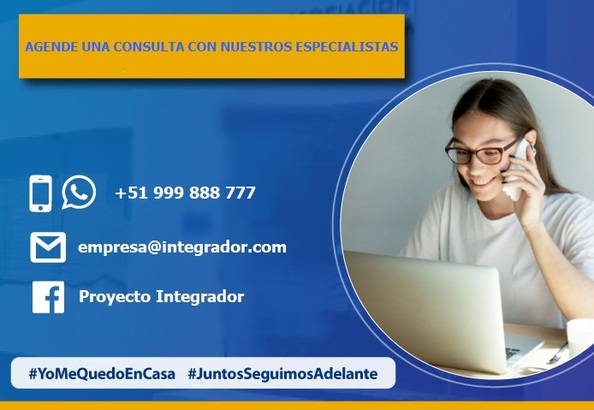 AGENDE UNA CONSULTA CON NUESTROS ESPECIALISTAS
+51 999 888 777
empresa@integrador.com
Proyecto Integrador
#YoMeQuedoEnCasa #JuntosSeguimosAdelante